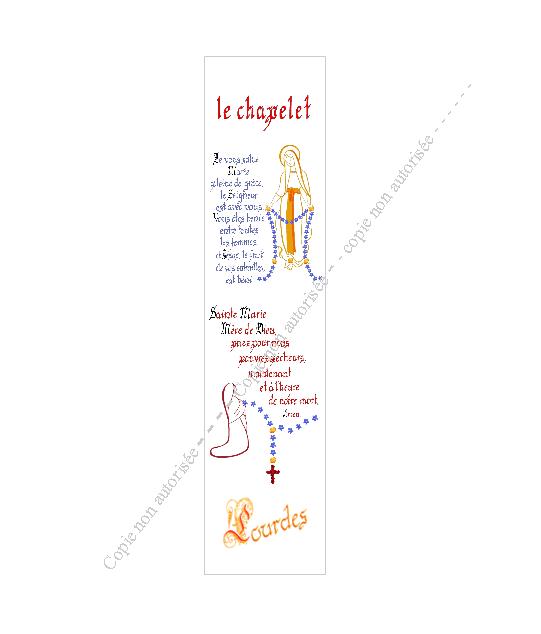 le chapelet
Je vous salue
Marie
pleine de grâce,
le Seigneur
est avec vous.
Vous êtes bénie
entre toutes
les femmes
et Jésus, le fruit
de vos entrailles,
est béni
Sainte Marie
Mère de Dieu,
priez pour nous
pauvres pécheurs,
maintenant
et à l'heure
de notre mort.
Amen.
Lourdes
Copie non autorisée --- Copie non autorisée --- copie non autorisée ---